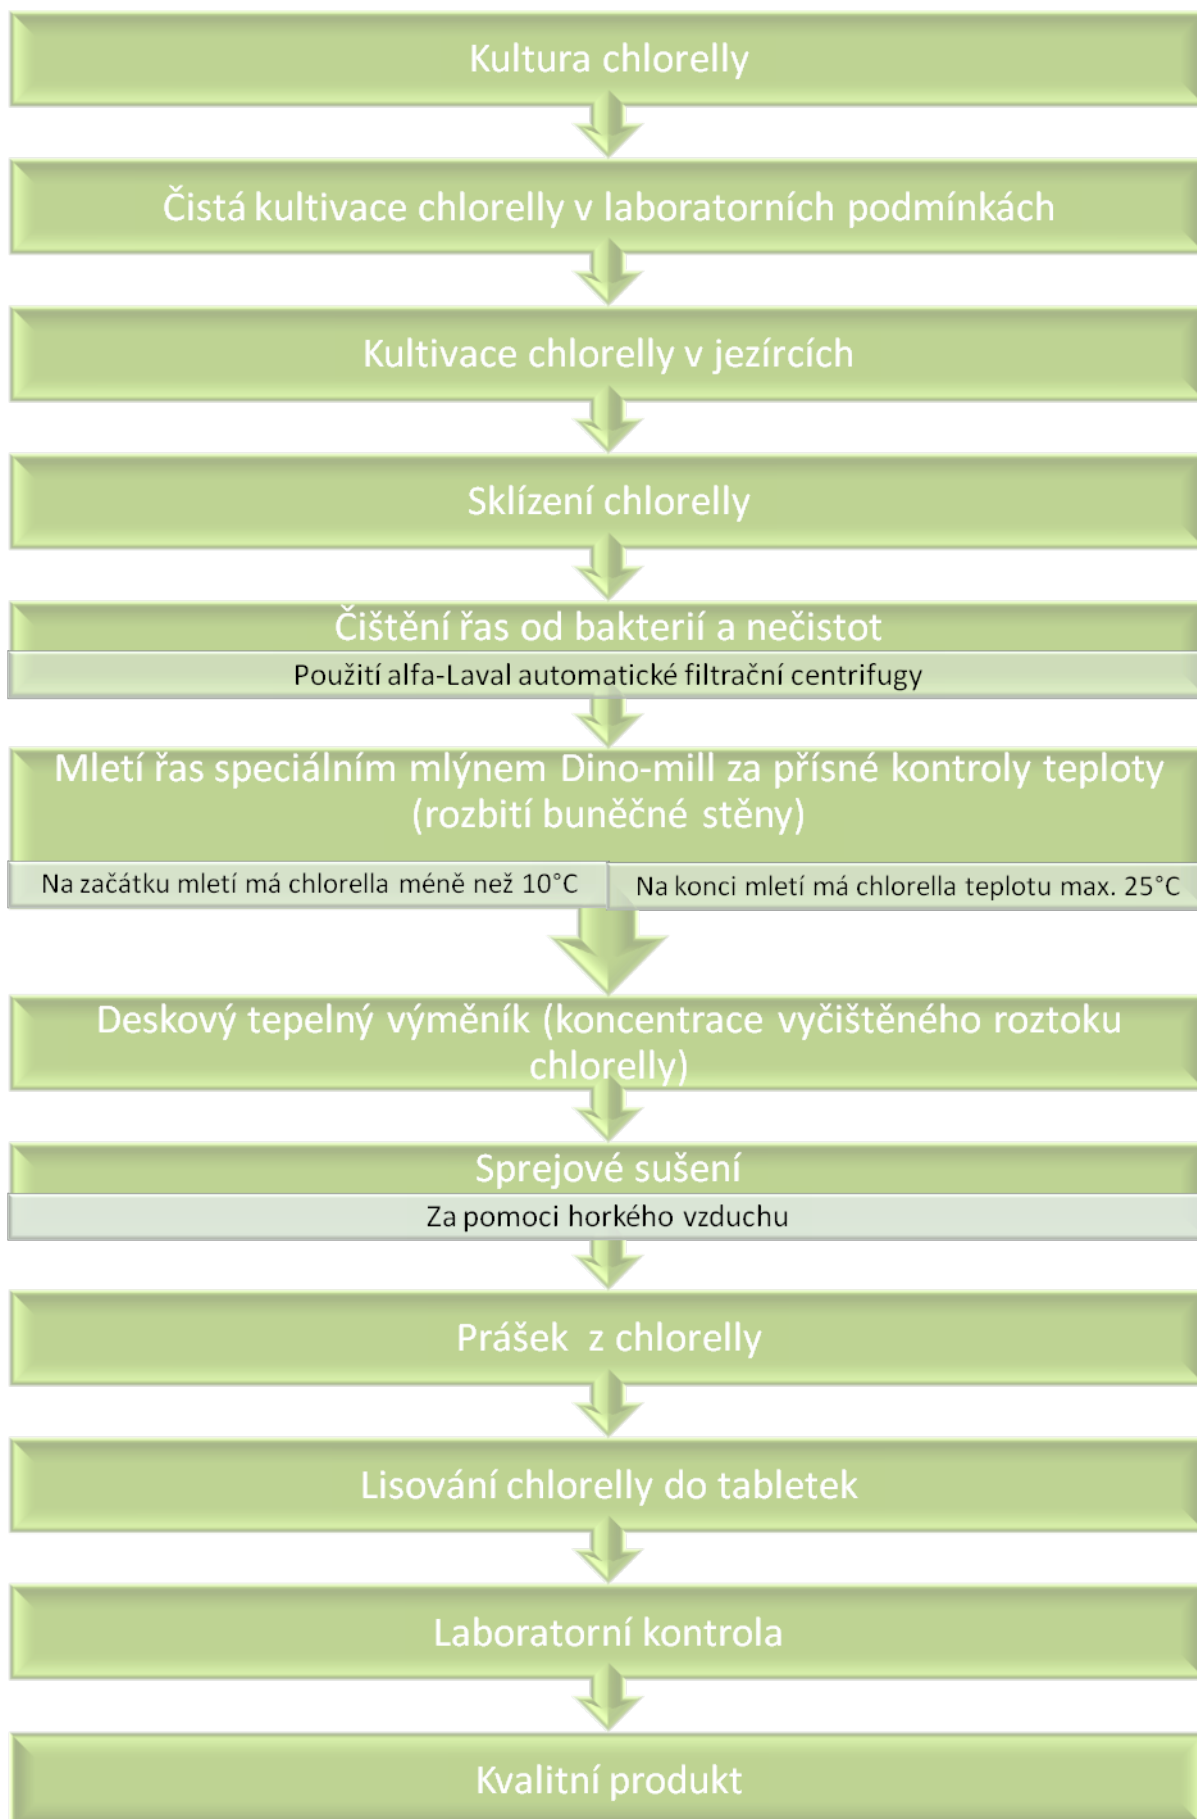 Kultura chlorelly
Čistá kultivace chlorelly v laboratorních podmínkách
Kultivace chlorelly v jezírcích
Sklízení chlorelly
Čištění řas od bakterií a nečistot
Použití alfa-Laval automatické filtrační centrifugy
Mletí řas speciálním mlýnem Dino-mill za přísné kontroly teploty
(rozbití buněčné stěny)
Na začátku mletí má chlorella méně než 10°C
Na konci mletí má chlorella teplotu max. 25°C
Deskový tepelný výměník (koncentrace vyčištěného roztoku
chlorelly)
Sprejové sušení
Za pomoci horkého vzduchu
Prášek z chlorelly
Lisování chlorelly do tabletek
Laboratorní kontrola
Kvalitní produkt